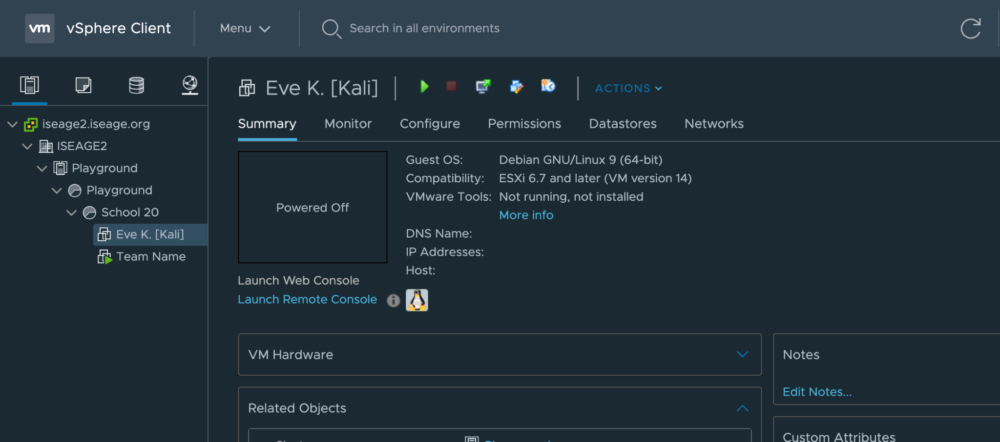 vm vSphere Client Menu Search in all environments
iseage2.iseage.org
ISEAGE2
Playground
Playground
School 20
Eve K. [Kali]
Team Name
Eve K. [Kali] ACTIONS
Summary Monitor Configure Permissions Datastores Networks
Powered Off
Launch Web Console
Launch Remote Console
Guest OS: Debian GNU/Linux 9 (64-bit)
Compatibility: ESXi 6.7 and later (VM version 14)
VMware Tools: Not running, not installed
More info
DNS Name:
IP Addresses:
Host:
VM Hardware
Related Objects
Notes
Edit Notes...
Custom Attributes